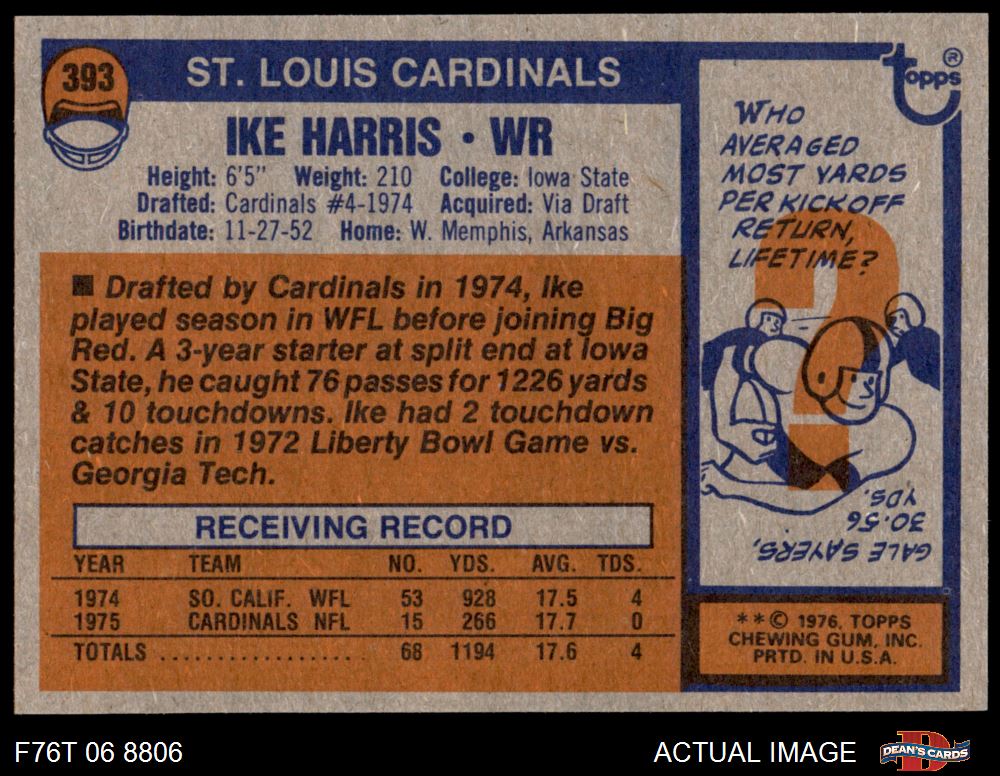 393
ST. LOUIS CARDINALS
IKE HARRIS • WR
Height: 6'5" Weight: 210 College: Iowa State
Drafted: Cardinals #4-1974 Acquired: Via Draft
Birthdate: 11-27-52 Home: W. Memphis, Arkansas
■ Drafted by Cardinals in 1974, Ike
played season in WFL before joining Big
Red. A 3-year starter at split end at Iowa
State, he caught 76 passes for 1226 yards
& 10 touchdowns. Ike had 2 touchdown
catches in 1972 Liberty Bowl Game vs.
Georgia Tech.
RECEIVING RECORD
YEAR TEAM NO. YDS. AVG. TDS.
1974 SO. CALIF. WFL 53 928 17.5 4
1975 CARDINALS NFL 15 266 17.7 0
TOTALS .................. 68 1194 17.6 4
Topps ®
WHO
AVERAGED
MOST YARDS
PER KICKOFF
RETURN,
LIFETIME?
?
GALE SAYERS,
30.56
YDS.
**© 1976, TOPPS
CHEWING GUM, INC.
PRTD. IN U.S.A.
F76T 06 8806
ACTUAL IMAGE
D
DEAN'S CARDS